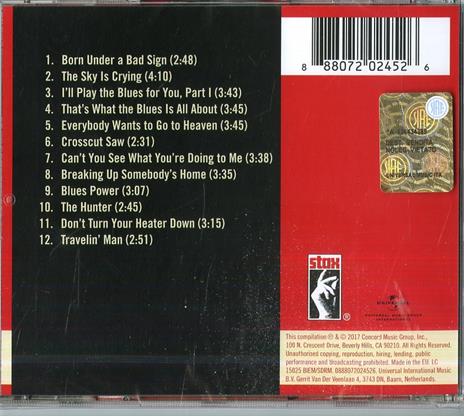 1. Born Under a Bad Sign (2:48)
2. The Sky Is Crying (4:10)
3. I'll Play the Blues for You, Part I (3:43)
4. That's What the Blues Is All About (3:45)
5. Everybody Wants to Go to Heaven (3:45)
6. Crosscut Saw (2:31)
7. Can't You See What You're Doing to Me (3:38)
8. Breaking Up Somebody's Home (3:35)
9. Blues Power (3:07)
10. The Hunter (2:45)
11. Don't Turn Your Heater Down (3:15)
12. Travelin' Man (2:51)
8 88072 02452 6
SIAE
stax
UNIVERSAL
UNIVERSAL MUSIC GROUP
INTERNATIONAL
This compilation ℗ & © 2017 Concord Music Group, Inc.,
100 N. Crescent Drive, Beverly Hills, CA 90210. All Rights Reserved.
Unauthorised copying, reproduction, hiring, lending, public
performance and broadcasting prohibited. Made in the EU. LC
15025 BIEM/SDRM. 0888072024526. Universal International Music
B.V. Gerrit Van Der Veenlaan 4, 3743 DN, Baarn, Netherlands.